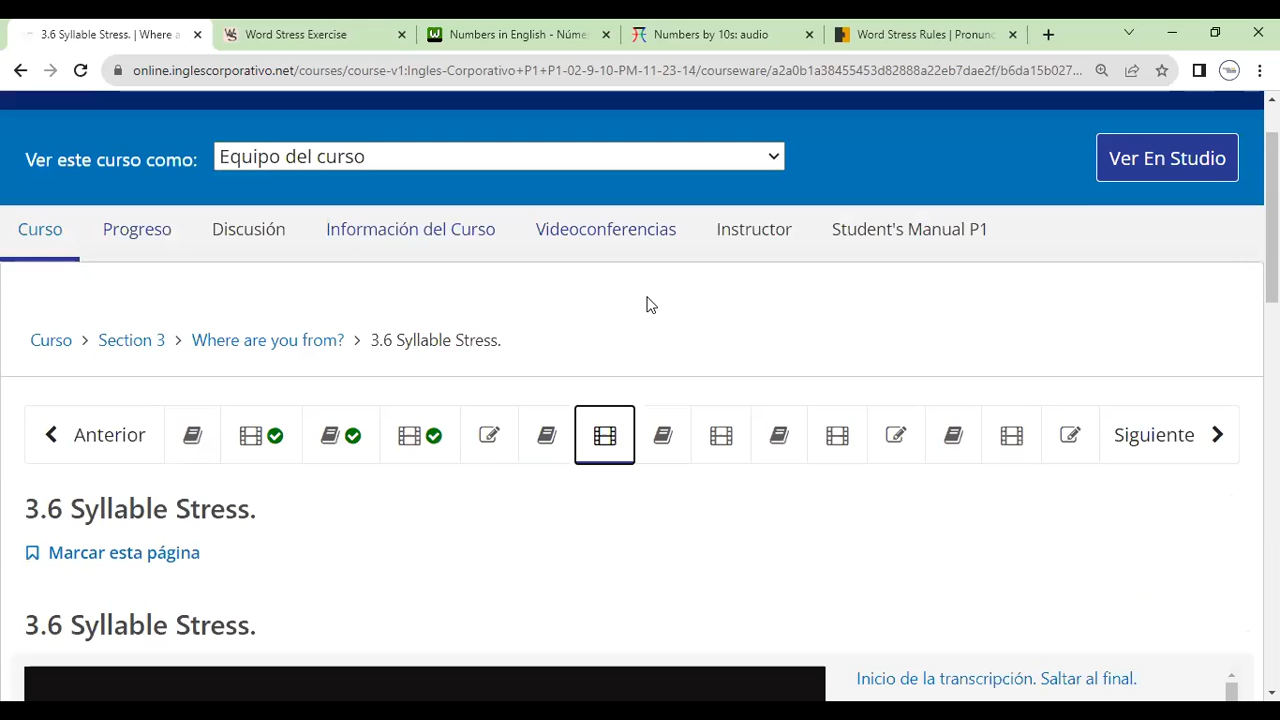 3.6 Syllable Stress. | Where a
Word Stress Exercise
Numbers in English - Núme
Numbers by 10s: audio
Word Stress Rules | Pronunc
online.inglescorporativo.net/courses/course-v1:Ingles-Corporativo+P1+P1-02-9-10-PM-11-23-14/courseware/a2a0b1a38455453d82888a22eb7dae2f/b6da15b027...
Ver este curso como:
Equipo del curso
Ver En Studio
Curso
Progreso
Discusión
Información del Curso
Videoconferencias
Instructor
Student's Manual P1
Curso > Section 3 > Where are you from? > 3.6 Syllable Stress.
Anterior
Siguiente
3.6 Syllable Stress.
Marcar esta página
3.6 Syllable Stress.
Inicio de la transcripción. Saltar al final.